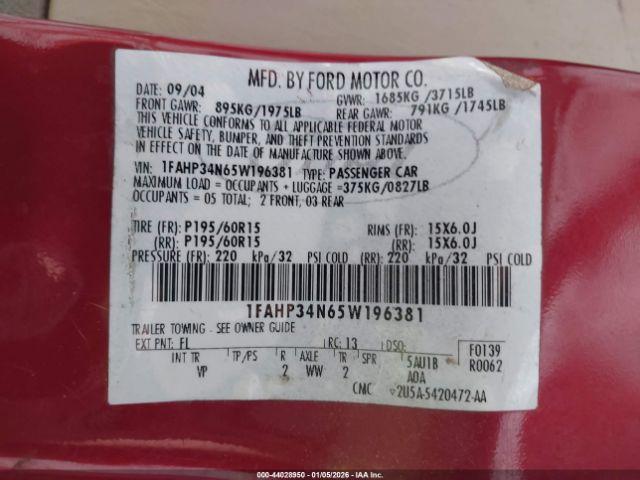 MFD. BY FORD MOTOR CO.
DATE: 09/04 GVWR: 1685KG /3715LB
FRONT GAWR: 895KG/1975LB REAR GAWR: 791KG /1745LB
THIS VEHICLE CONFORMS TO ALL APPLICABLE FEDERAL MOTOR
VEHICLE SAFETY, BUMPER, AND THEFT PREVENTION STANDARDS
IN EFFECT ON THE DATE OF MANUFACTURE SHOWN ABOVE.
VIN: 1FAHP34N65W196381 TYPE: PASSENGER CAR
MAXIMUM LOAD = OCCUPANTS + LUGGAGE =375KG/0827LB
OCCUPANTS: 05 TOTAL; 2 FRONT, 03 REAR
TIRE (FR): P195/60R15 RIMS (FR): 15X6.0J
(RR): P195/60R15 (RR): 15X6.0J
PRESSURE (FR): 220 kPa/32 PSI COLD (RR): 220 kPa/32 PSI COLD
1FAHP34N65W196381
TRAILER TOWING - SEE OWNER GUIDE
EXT PNT: FL RC: 13 DSO: F0139
INT TR TP/PS R AXLE TR SPR 5AU1B R0062
VP 2 WW 2 A0A
CNC 2U5A-5420472-AA
000-44028950 01/05/2026 - IAAI.COM